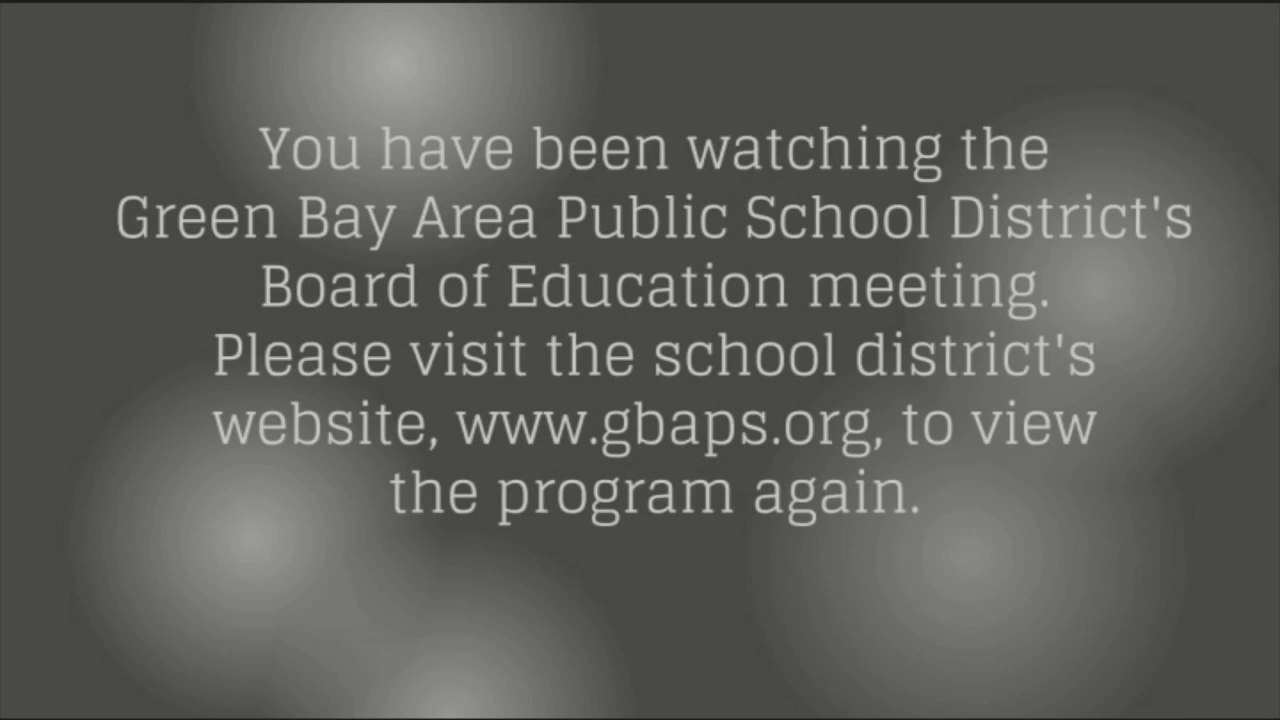 You have been watching the
Green Bay Area Public School District's
Board of Education meeting.
Please visit the school district's
website, www.gbaps.org, to view
the program again.